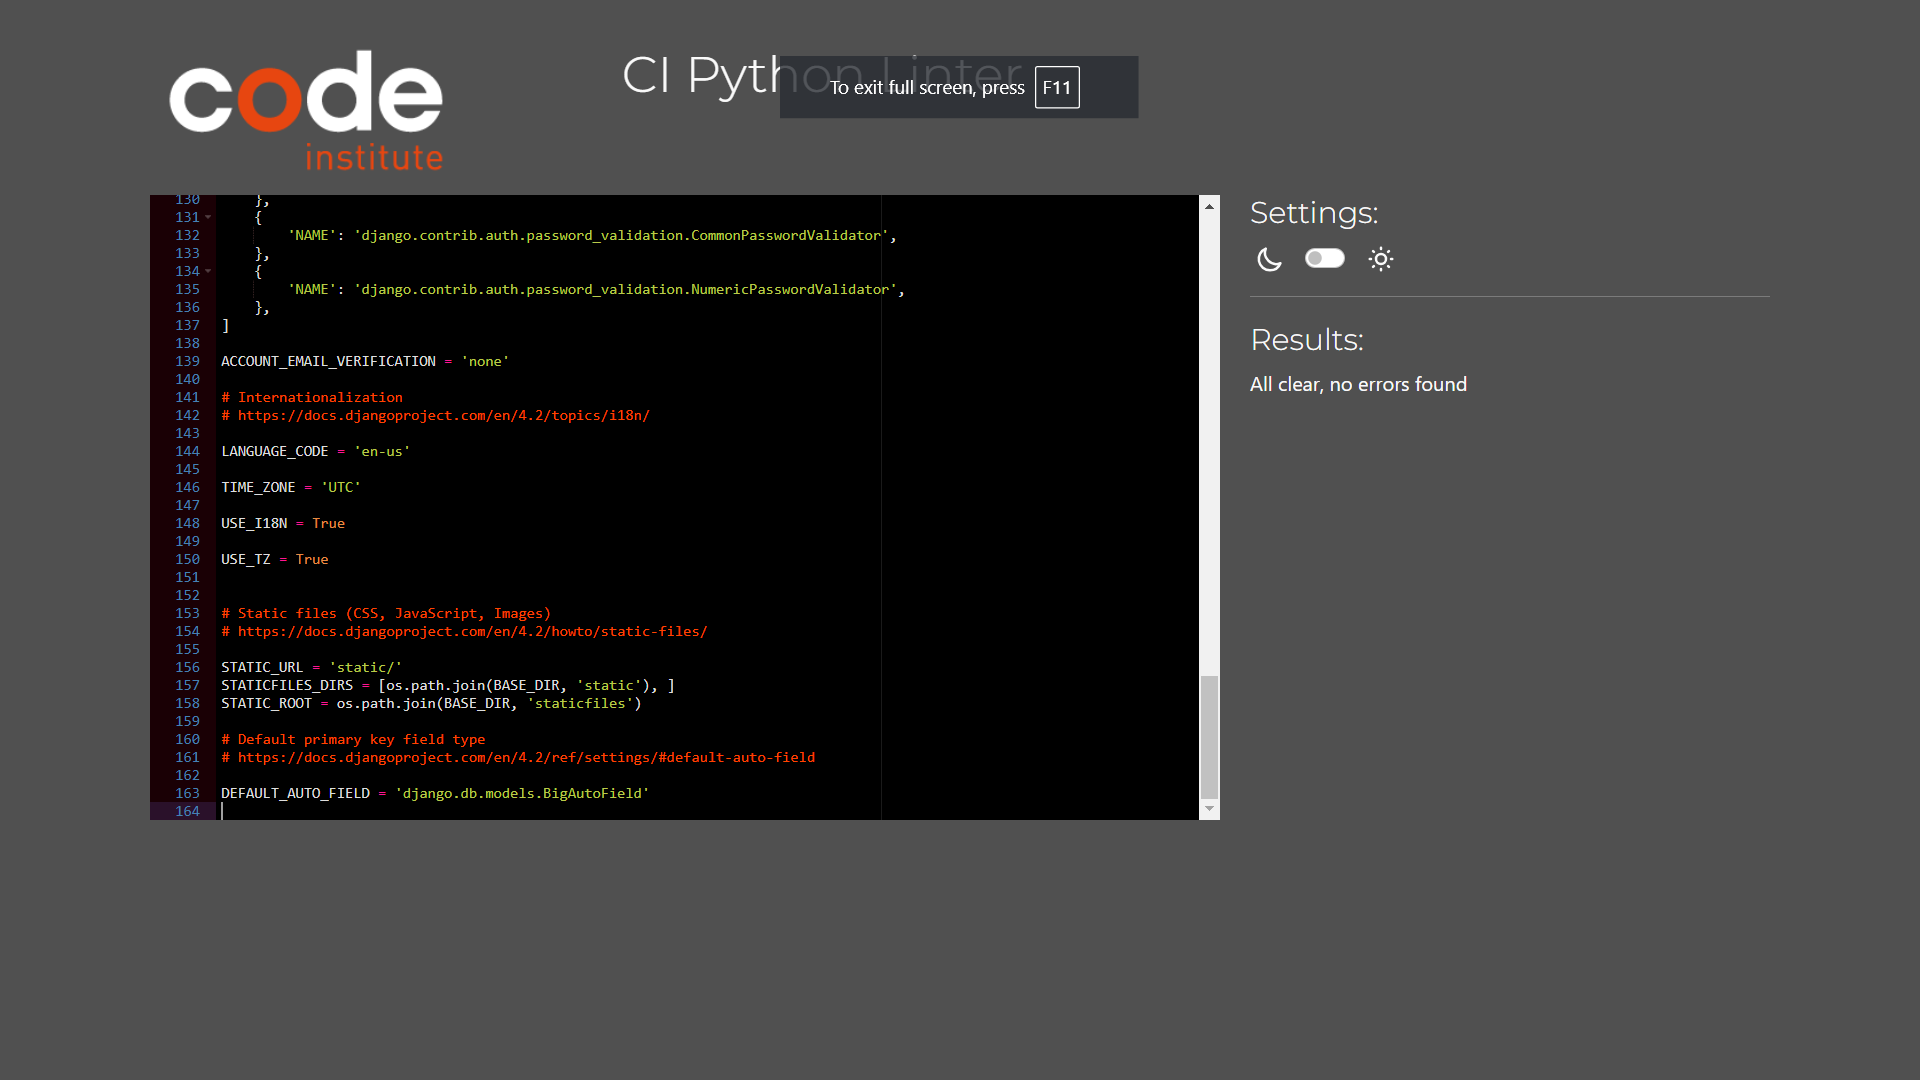 code
institute
CI Python Linter
To exit full screen, press F11
130 },
131 {
132 'NAME': 'django.contrib.auth.password_validation.CommonPasswordValidator',
133 },
134 {
135 'NAME': 'django.contrib.auth.password_validation.NumericPasswordValidator',
136 },
137 ]
138
139 ACCOUNT_EMAIL_VERIFICATION = 'none'
140
141 # Internationalization
142 # https://docs.djangoproject.com/en/4.2/topics/i18n/
143
144 LANGUAGE_CODE = 'en-us'
145
146 TIME_ZONE = 'UTC'
147
148 USE_I18N = True
149
150 USE_TZ = True
151
152
153 # Static files (CSS, JavaScript, Images)
154 # https://docs.djangoproject.com/en/4.2/howto/static-files/
155
156 STATIC_URL = 'static/'
157 STATICFILES_DIRS = [os.path.join(BASE_DIR, 'static'), ]
158 STATIC_ROOT = os.path.join(BASE_DIR, 'staticfiles')
159
160 # Default primary key field type
161 # https://docs.djangoproject.com/en/4.2/ref/settings/#default-auto-field
162
163 DEFAULT_AUTO_FIELD = 'django.db.models.BigAutoField'
164
Settings:
Results:
All clear, no errors found